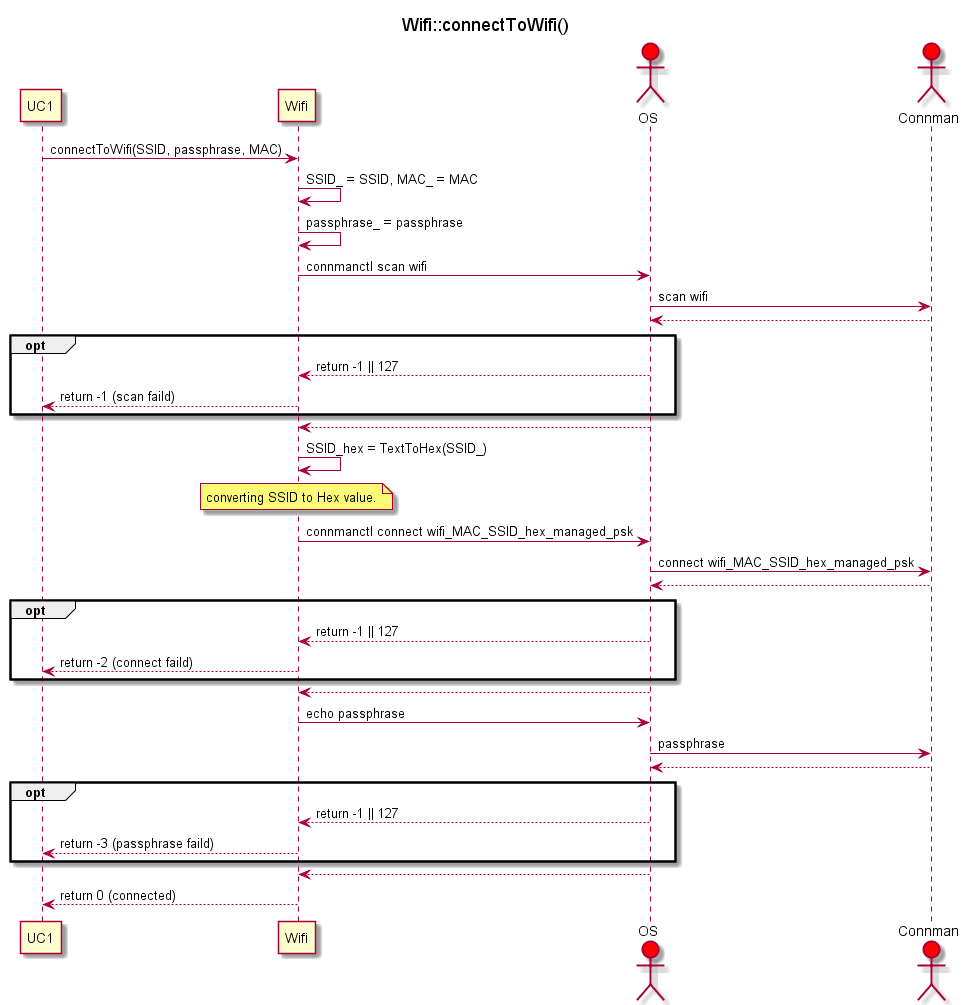 Wifi::connectToWifi()
UC1
Wifi
OS
Connman
connectToWifi(SSID, passphrase, MAC)
SSID_ = SSID, MAC_ = MAC
passphrase_ = passphrase
connmanctl scan wifi
scan wifi
opt
return -1 || 127
return -1 (scan faild)
SSID_hex = TextToHex(SSID_)
converting SSID to Hex value.
connmanctl connect wifi_MAC_SSID_hex_managed_psk
connect wifi_MAC_SSID_hex_managed_psk
opt
return -1 || 127
return -2 (connect faild)
echo passphrase
passphrase
opt
return -1 || 127
return -3 (passphrase faild)
return 0 (connected)
UC1
Wifi
OS
Connman